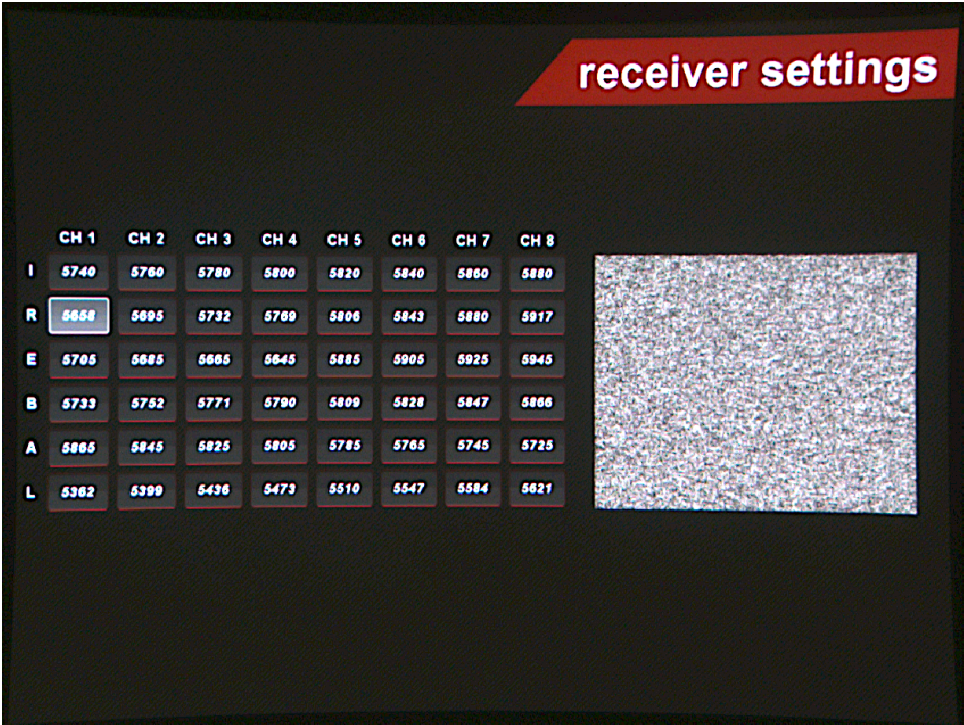 receiver settings
CH 1 CH 2 CH 3 CH 4 CH 5 CH 6 CH 7 CH 8
I 5740 5760 5780 5800 5820 5840 5860 5880
R 5658 5695 5732 5769 5806 5843 5880 5917
E 5705 5685 5665 5645 5885 5905 5925 5945
B 5733 5752 5771 5790 5809 5828 5847 5866
A 5865 5845 5825 5805 5785 5765 5745 5725
L 5362 5399 5436 5473 5510 5547 5584 5621